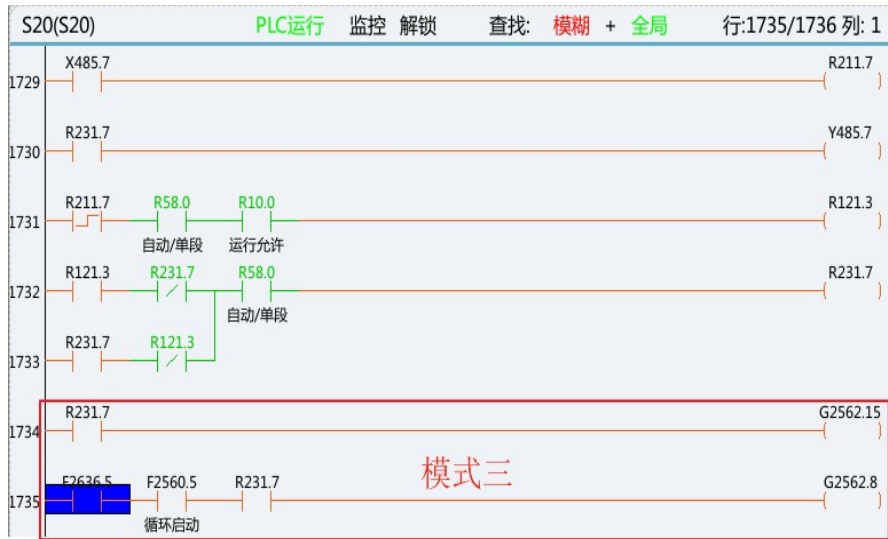 S20(S20) PLC运行 监控 解锁 查找: 模糊 + 全局 行:1735/1736 列: 1
X485.7 R211.7
1729
R231.7 Y485.7
1730
R211.7 R58.0 R10.0 R121.3
1731
自动/单段 运行允许
R121.3 R231.7 R58.0 R231.7
1732
自动/单段
R231.7 R121.3
1733
R231.7 G2562.15
1734
模式三
F2636.5 F2560.5 R231.7 G2562.8
1735
循环启动